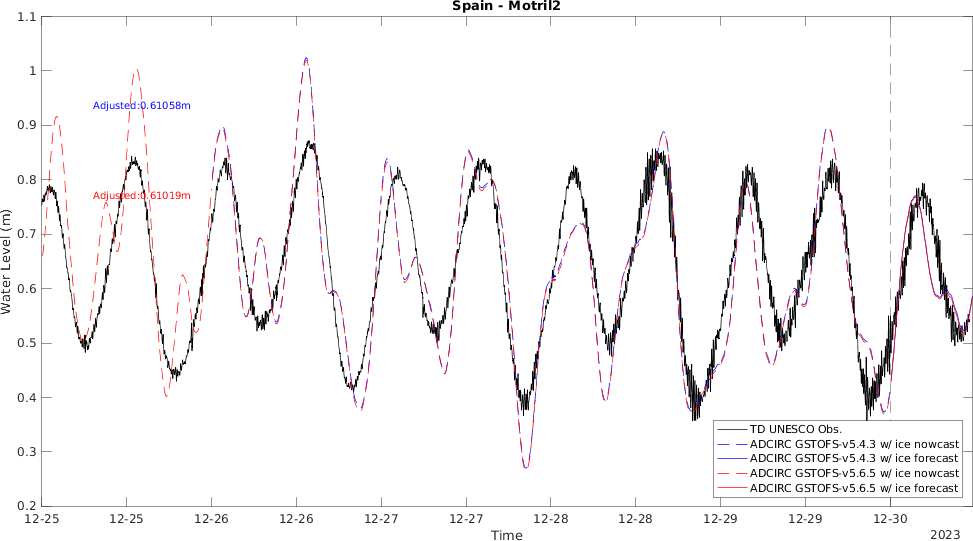 Spain - Motril2
1.1
1
0.9
0.8
0.7
0.6
0.5
0.4
0.3
0.2
Water Level (m)
Adjusted:0.61058m
Adjusted:0.61019m
TD UNESCO Obs.
ADCIRC GSTOFS-v5.4.3 w/ ice nowcast
ADCIRC GSTOFS-v5.4.3 w/ ice forecast
ADCIRC GSTOFS-v5.6.5 w/ ice nowcast
ADCIRC GSTOFS-v5.6.5 w/ ice forecast
12-25 12-25 12-26 12-26 12-27 12-27 12-28 12-28 12-29 12-29 12-30
Time
2023